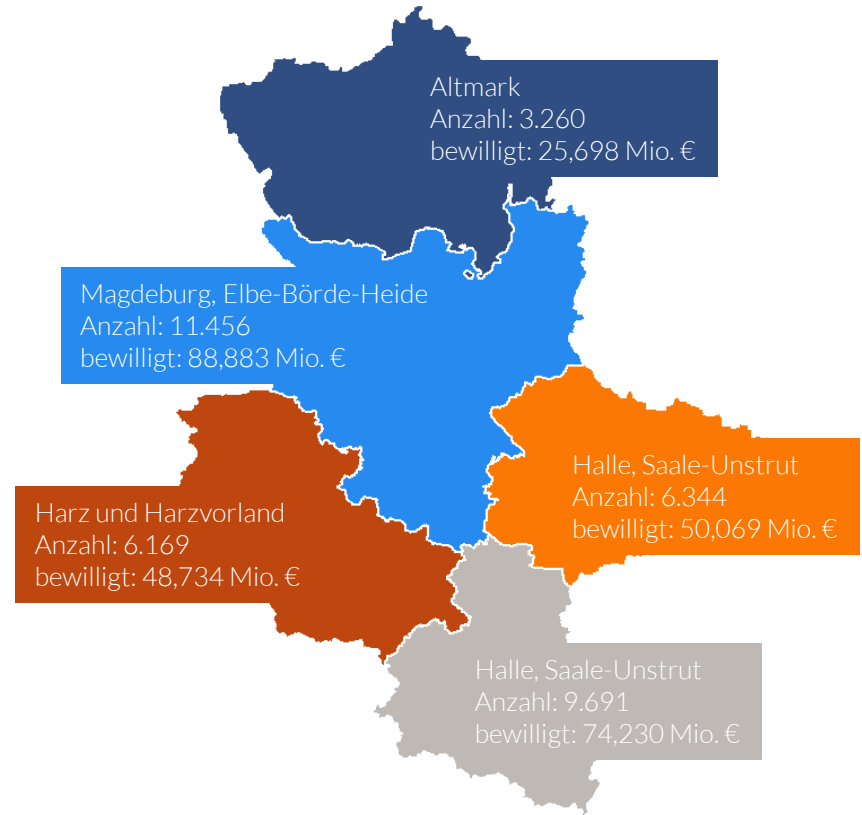 Altmark
Anzahl: 3.260
bewilligt: 25,698 Mio. €
Magdeburg, Elbe-Börde-Heide
Anzahl: 11.456
bewilligt: 88,883 Mio. €
Halle, Saale-Unstrut
Anzahl: 6.344
bewilligt: 50,069 Mio. €
Harz und Harzvorland
Anzahl: 6.169
bewilligt: 48,734 Mio. €
Halle, Saale-Unstrut
Anzahl: 9.691
bewilligt: 74,230 Mio. €